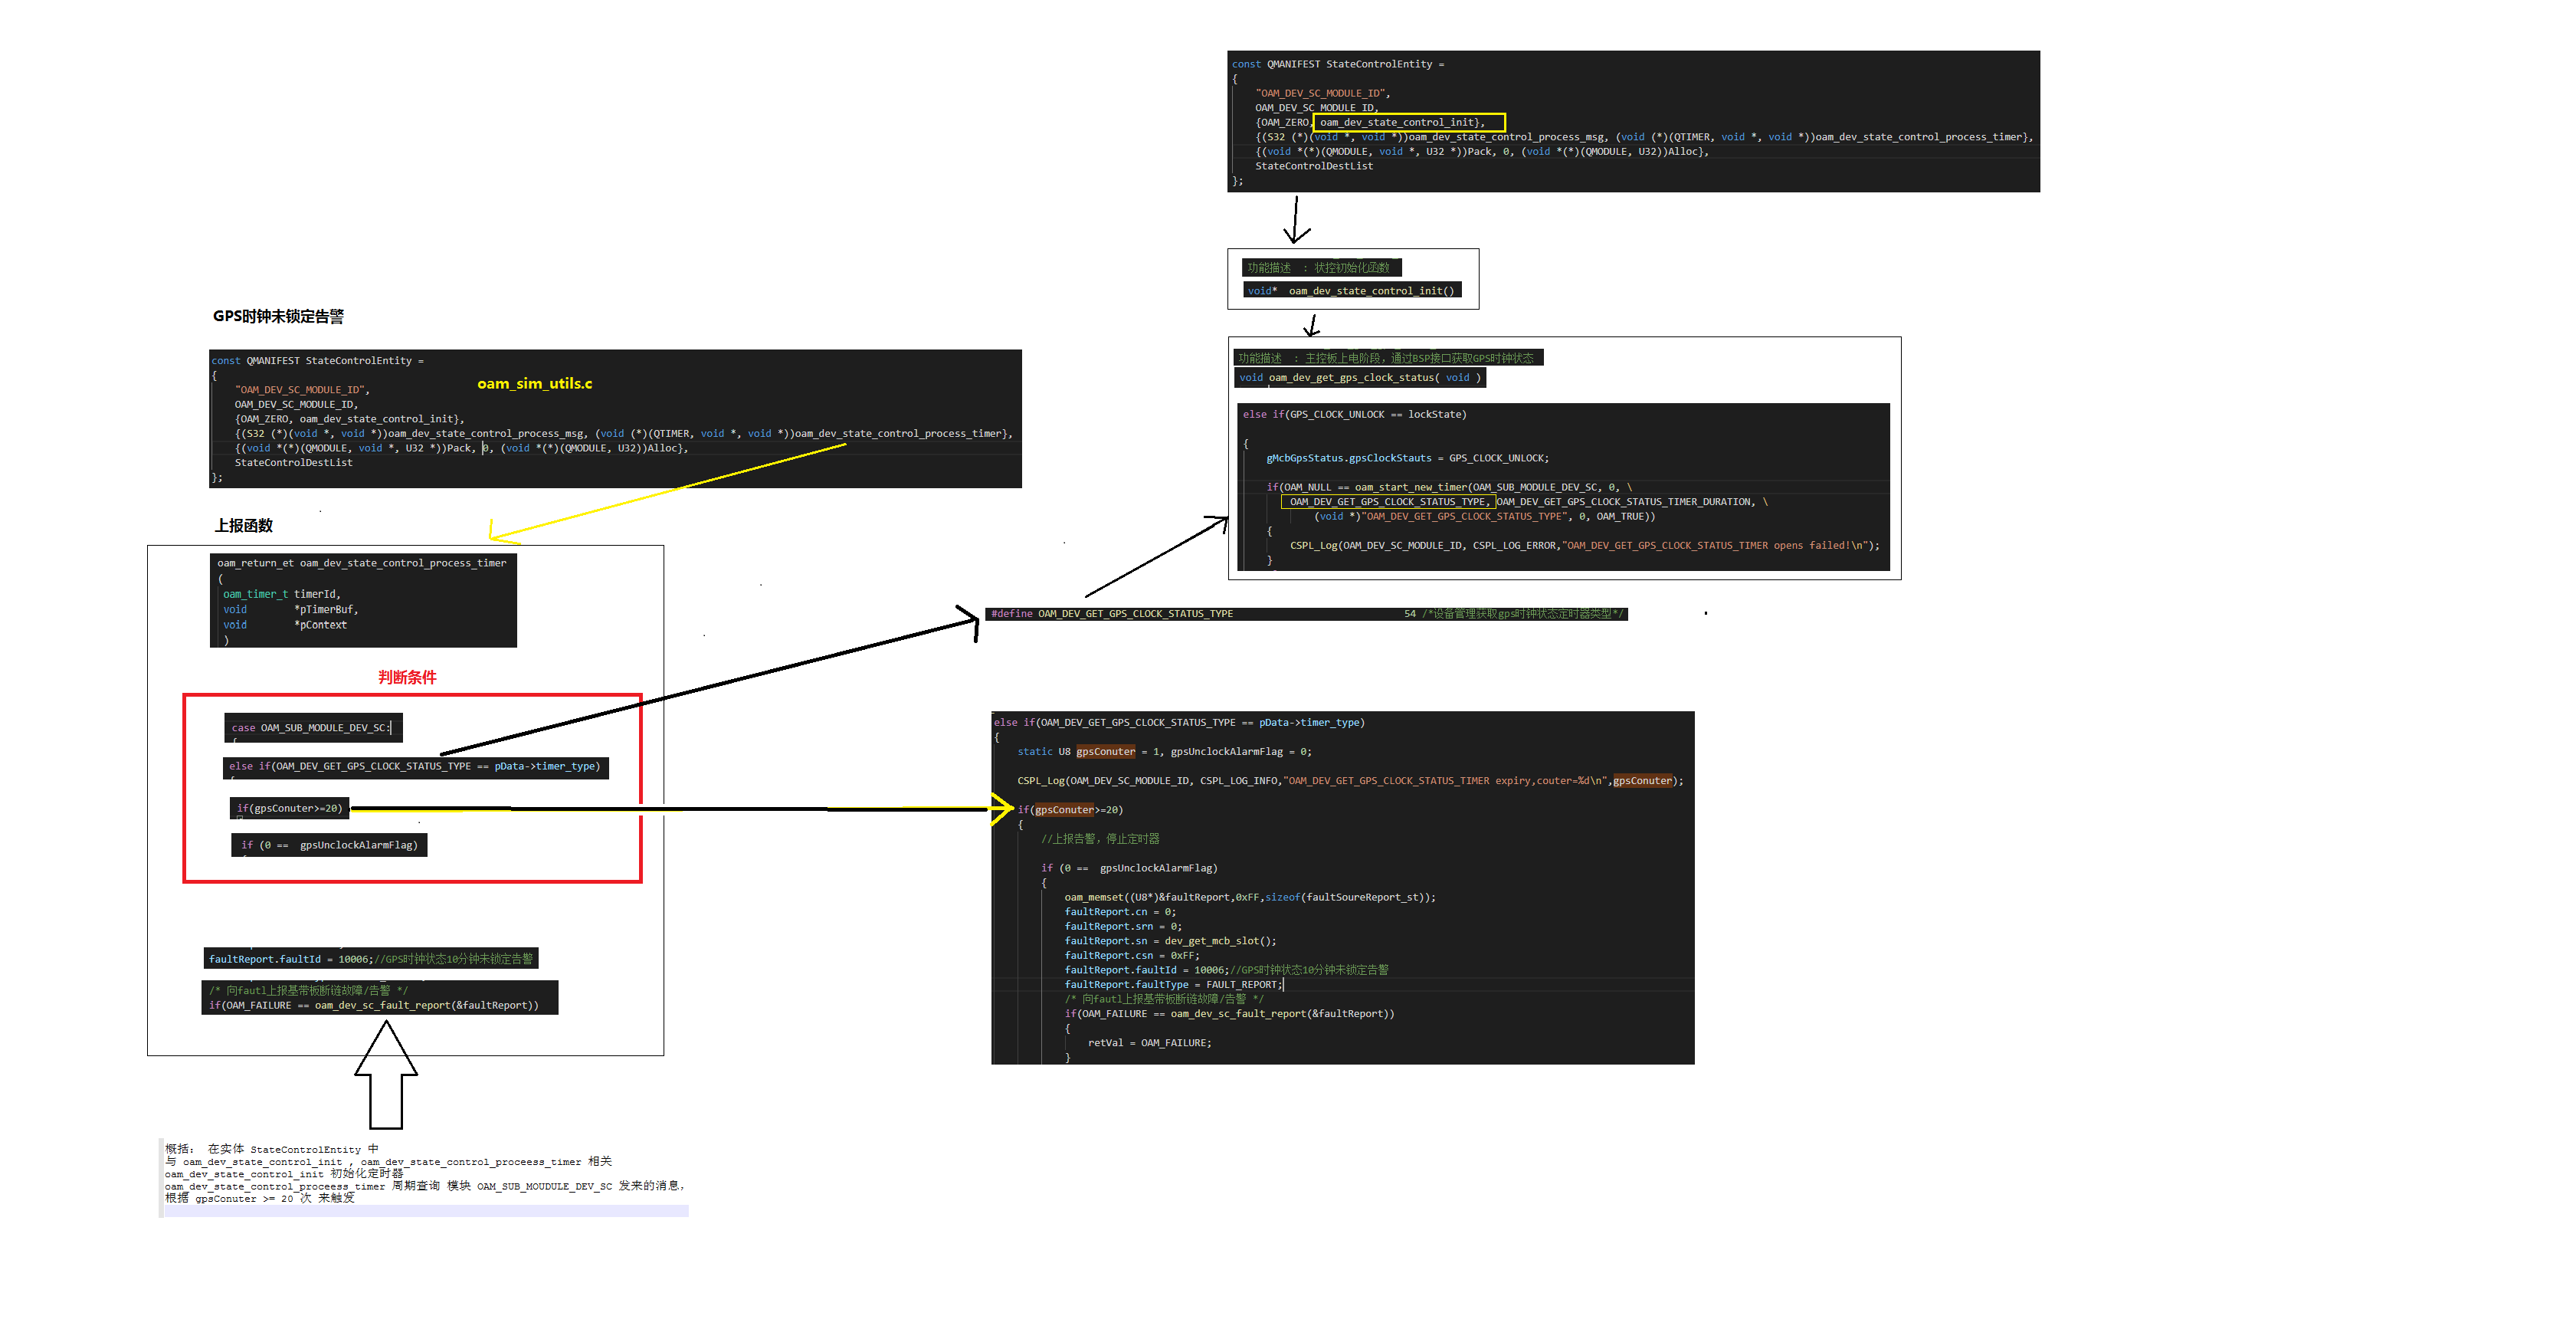 const QMANIFEST StateControlEntity =
{
"OAM_DEV_SC_MODULE_ID",
OAM_DEV_SC_MODULE_ID,
{OAM_ZERO, oam_dev_state_control_init},
{(S32 (*)(void *, void *))oam_dev_state_control_process_msg, (void (*)(QTIMER, void *, void *))oam_dev_state_control_process_timer},
{(void *(*)(QMODULE, void *, U32 *))Pack, 0, (void *(*)(QMODULE, U32))Alloc},
StateControlDestList
};
功能描述 : 状控初始化函数
void* oam_dev_state_control_init()
功能描述 : 主控板上电阶段，通过BSP接口获取GPS时钟状态
void oam_dev_get_gps_clock_status( void )
else if(GPS_CLOCK_UNLOCK == lockState)
{
gMcbGpsStatus.gpsClockStauts = GPS_CLOCK_UNLOCK;
if(OAM_NULL == oam_start_new_timer(OAM_SUB_MODULE_DEV_SC, 0, \
OAM_DEV_GET_GPS_CLOCK_STATUS_TYPE, OAM_DEV_GET_GPS_CLOCK_STATUS_TIMER_DURATION, \
(void *)"OAM_DEV_GET_GPS_CLOCK_STATUS_TYPE", 0, OAM_TRUE))
{
CSPL_Log(OAM_DEV_SC_MODULE_ID, CSPL_LOG_ERROR,"OAM_DEV_GET_GPS_CLOCK_STATUS_TIMER opens failed!\n");
}
GPS时钟未锁定告警
const QMANIFEST StateControlEntity =
{
oam_sim_utils.c
"OAM_DEV_SC_MODULE_ID",
OAM_DEV_SC_MODULE_ID,
{OAM_ZERO, oam_dev_state_control_init},
{(S32 (*)(void *, void *))oam_dev_state_control_process_msg, (void (*)(QTIMER, void *, void *))oam_dev_state_control_process_timer},
{(void *(*)(QMODULE, void *, U32 *))Pack, 0, (void *(*)(QMODULE, U32))Alloc},
StateControlDestList
};
上报函数
oam_return_et oam_dev_state_control_process_timer
(
oam_timer_t timerId,
void *pTimerBuf,
void *pContext
)
#define OAM_DEV_GET_GPS_CLOCK_STATUS_TYPE 54 /*设备管理获取gps时钟状态定时器类型*/
判断条件
case OAM_SUB_MODULE_DEV_SC:
{
else if(OAM_DEV_GET_GPS_CLOCK_STATUS_TYPE == pData->timer_type)
if(gpsConuter>=20)
if (0 == gpsUnclockAlarmFlag)
faultReport.faultId = 10006;//GPS时钟状态10分钟未锁定告警
/* 向fautl上报基带板断链故障/告警 */
if(OAM_FAILURE == oam_dev_sc_fault_report(&faultReport))
else if(OAM_DEV_GET_GPS_CLOCK_STATUS_TYPE == pData->timer_type)
{
static U8 gpsConuter = 1, gpsUnclockAlarmFlag = 0;
CSPL_Log(OAM_DEV_SC_MODULE_ID, CSPL_LOG_INFO,"OAM_DEV_GET_GPS_CLOCK_STATUS_TIMER expiry,couter=%d\n",gpsConuter);
if(gpsConuter>=20)
{
//上报告警，停止定时器
if (0 == gpsUnclockAlarmFlag)
{
oam_memset((U8*)&faultReport,0xFF,sizeof(faultSoureReport_st));
faultReport.cn = 0;
faultReport.srn = 0;
faultReport.sn = dev_get_mcb_slot();
faultReport.csn = 0xFF;
faultReport.faultId = 10006;//GPS时钟状态10分钟未锁定告警
faultReport.faultType = FAULT_REPORT;
/* 向fautl上报基带板断链故障/告警 */
if(OAM_FAILURE == oam_dev_sc_fault_report(&faultReport))
{
retVal = OAM_FAILURE;
}
概括： 在实体 StateControlEntity 中
与 oam_dev_state_control_init , oam_dev_state_control_proceess_timer 相关
oam_dev_state_control_init 初始化定时器
oam_dev_state_control_proceess_timer 周期查询 模块 OAM_SUB_MOUDULE_DEV_SC 发来的消息，
根据 gpsConuter >= 20 次 来触发